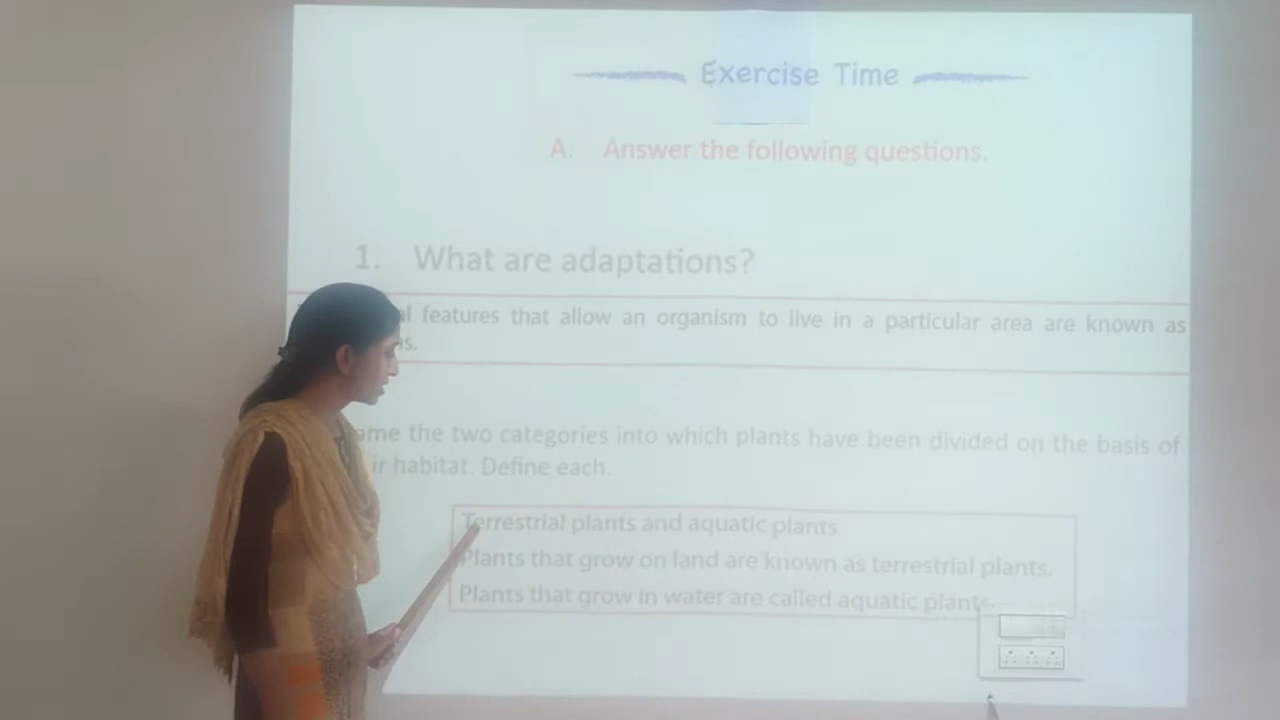 Exercise Time
A. Answer the following questions.
1. What are adaptations?
features that allow an organism to live in a particular area are known as
the two categories into which plants have been divided on the basis of
habitat. Define each.
Terrestrial plants and aquatic plants
Plants that grow on land are known as terrestrial plants.
Plants that grow in water are called aquatic plants.